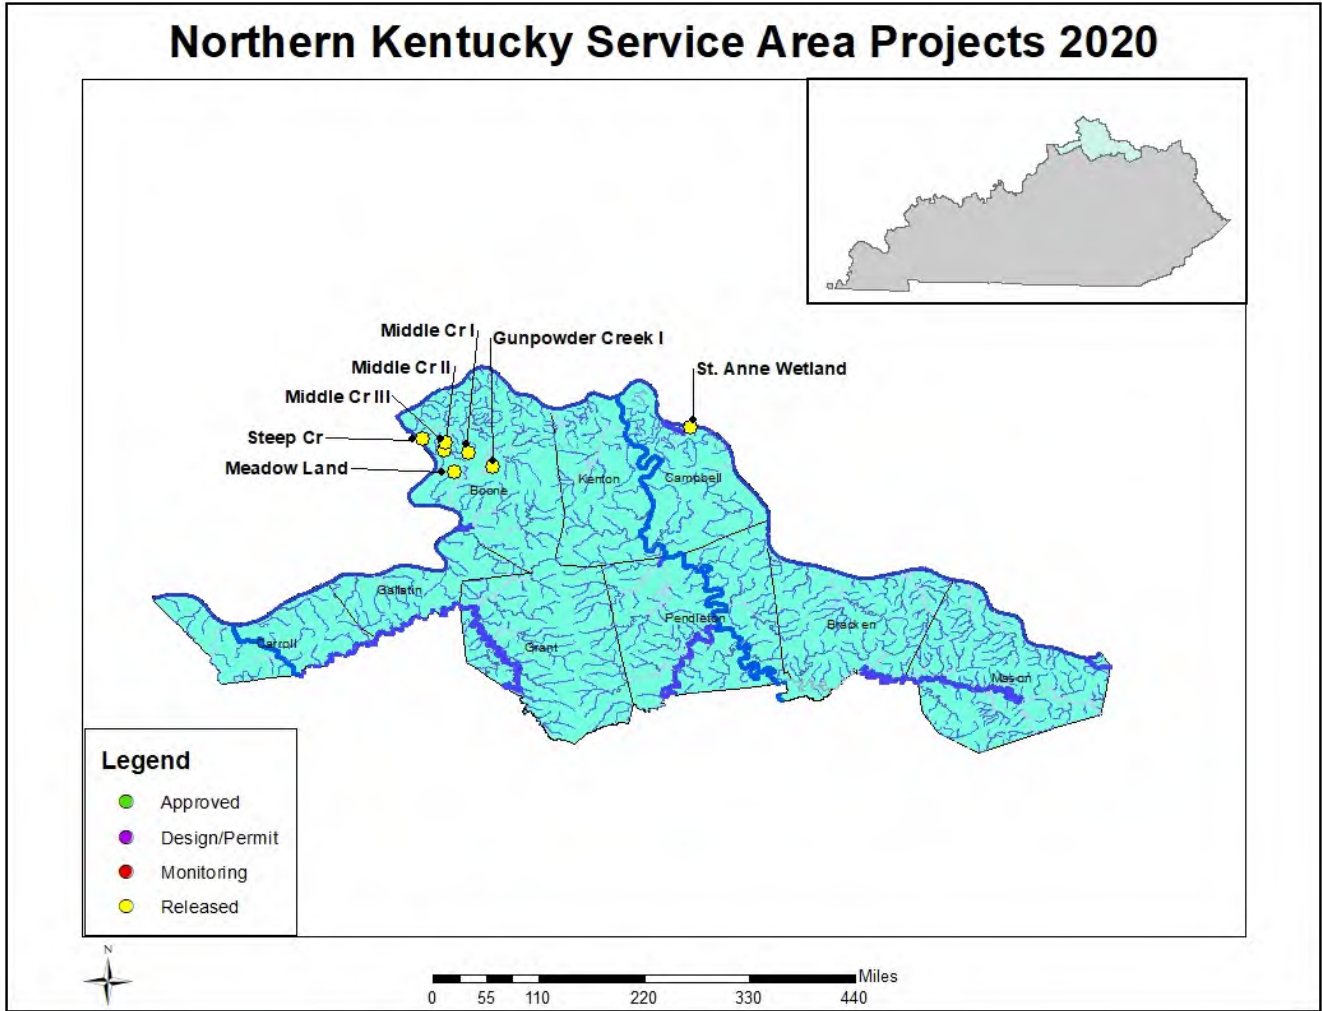 Northern Kentucky Service Area Projects 2020
Middle Cr I
Gunpowder Creek I
Middle Cr II
St. Anne Wetland
Middle Cr III
Steep Cr
Meadow Land
Boone
Kenton
Campbell
Gallatin
Carroll
Grant
Pendleton
Bracken
Mason
Legend
Approved
Design/Permit
Monitoring
Released
N
Miles
0 55 110 220 330 440